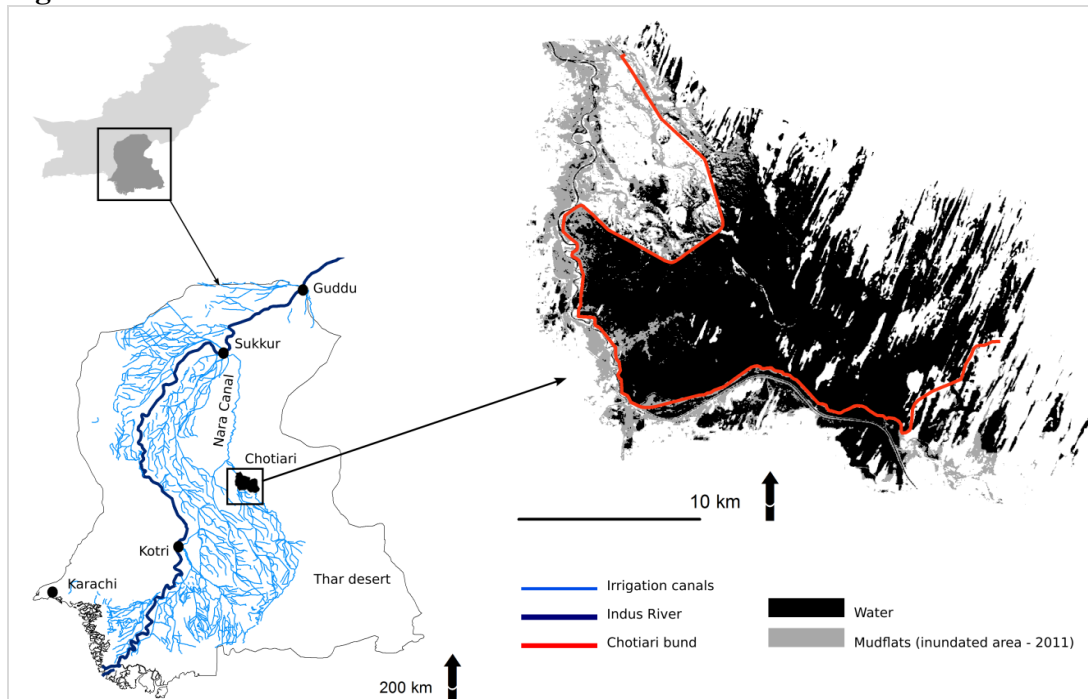 Guddu
Sukkur
Nara Canal
Chotiari
Kotri
Karachi
Thar desert
200 km
10 km
Irrigation canals
Indus River
Chotiari bund
Water
Mudflats (inundated area - 2011)